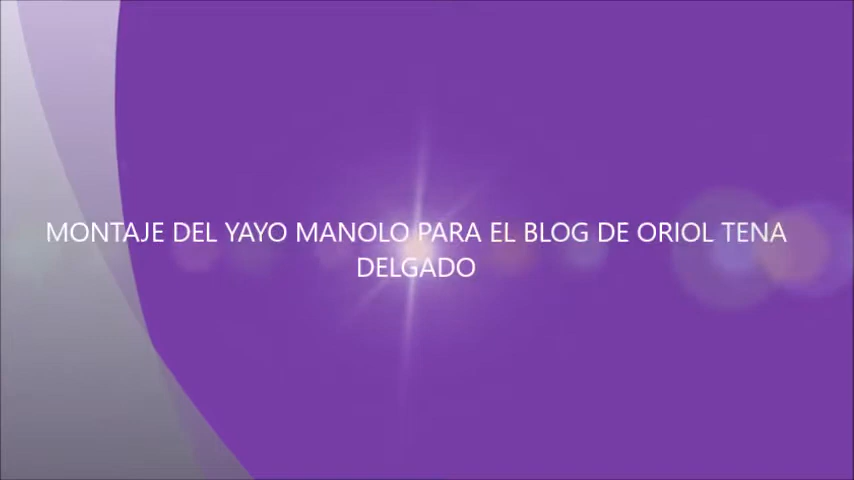 MONTAJE DEL YAYO MANOLO PARA EL BLOG DE ORIOL TENA
DELGADO